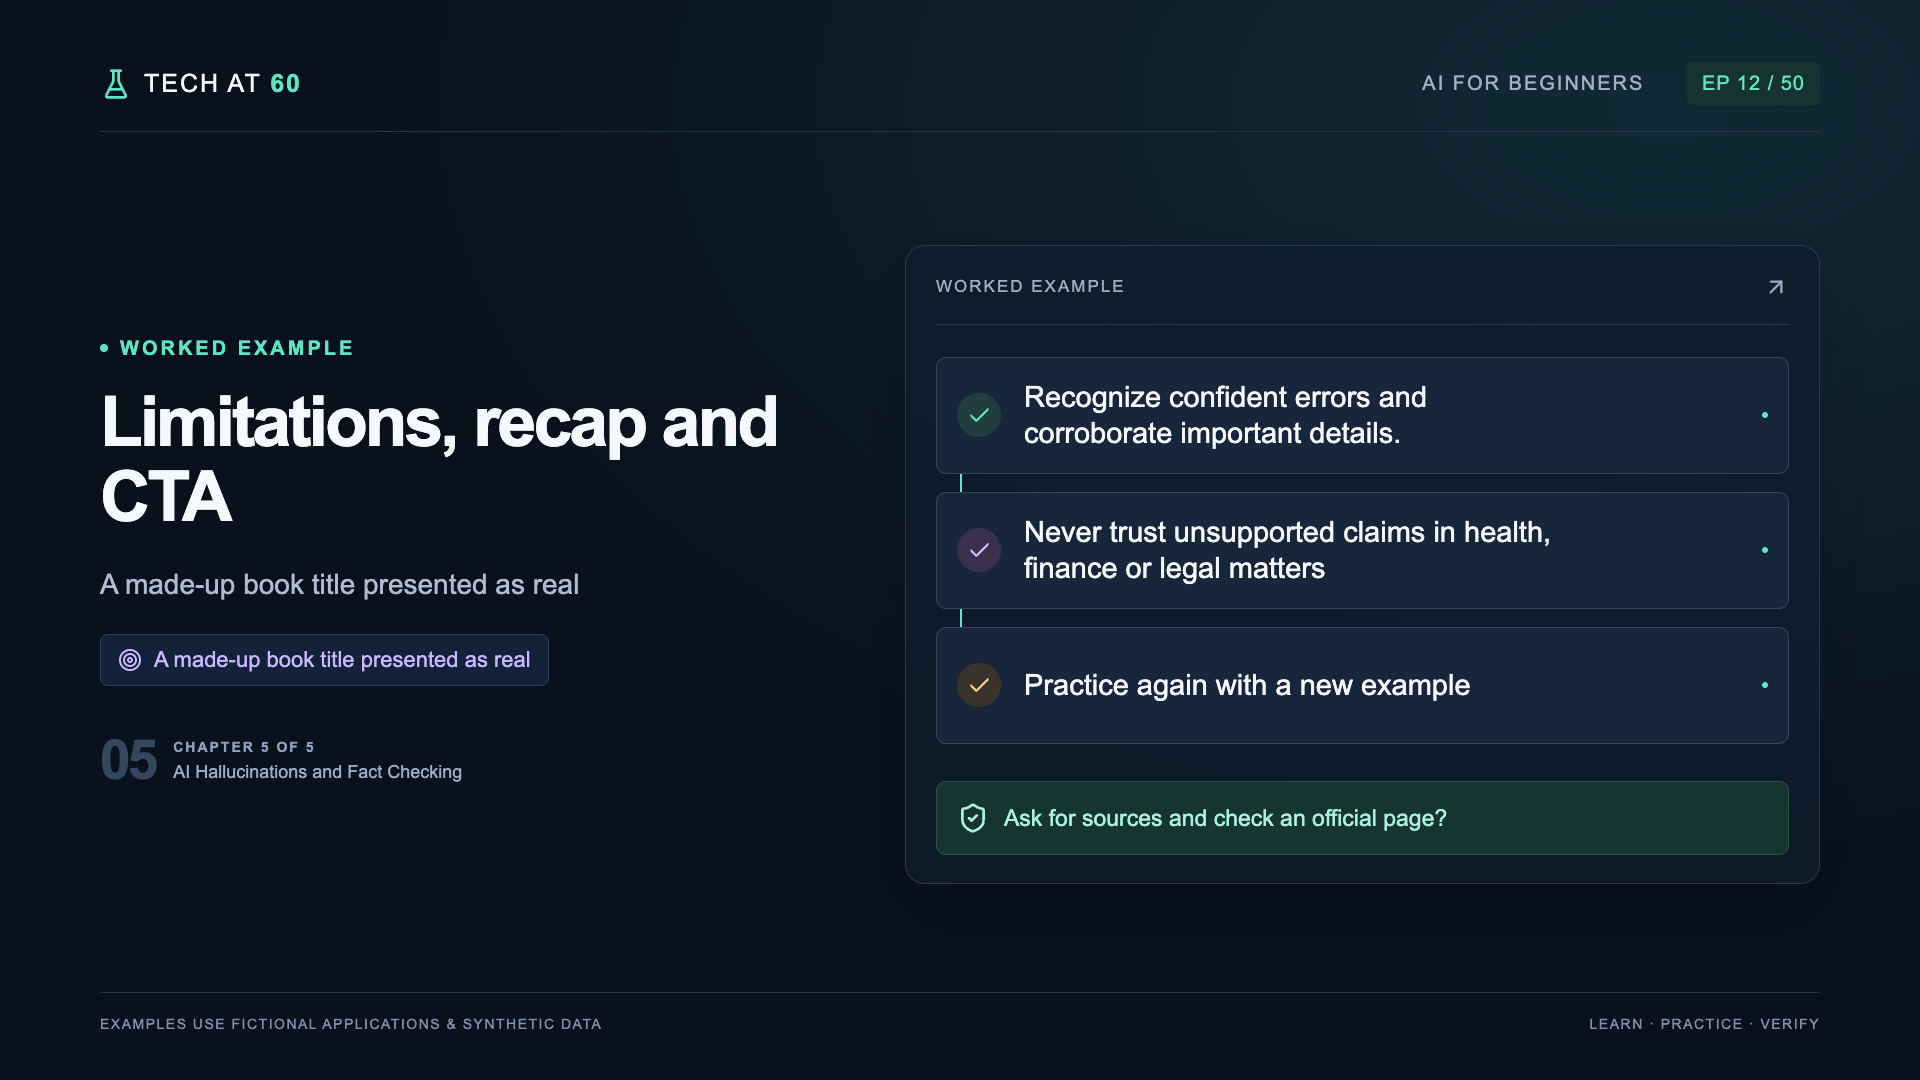 TECH AT 60
AI FOR BEGINNERS
EP 12 / 50
WORKED EXAMPLE
Limitations, recap and
CTA
A made-up book title presented as real
A made-up book title presented as real
05
CHAPTER 5 OF 5
AI Hallucinations and Fact Checking
WORKED EXAMPLE
Recognize confident errors and
corroborate important details.
Never trust unsupported claims in health,
finance or legal matters
Practice again with a new example
Ask for sources and check an official page?
EXAMPLES USE FICTIONAL APPLICATIONS & SYNTHETIC DATA
LEARN · PRACTICE · VERIFY